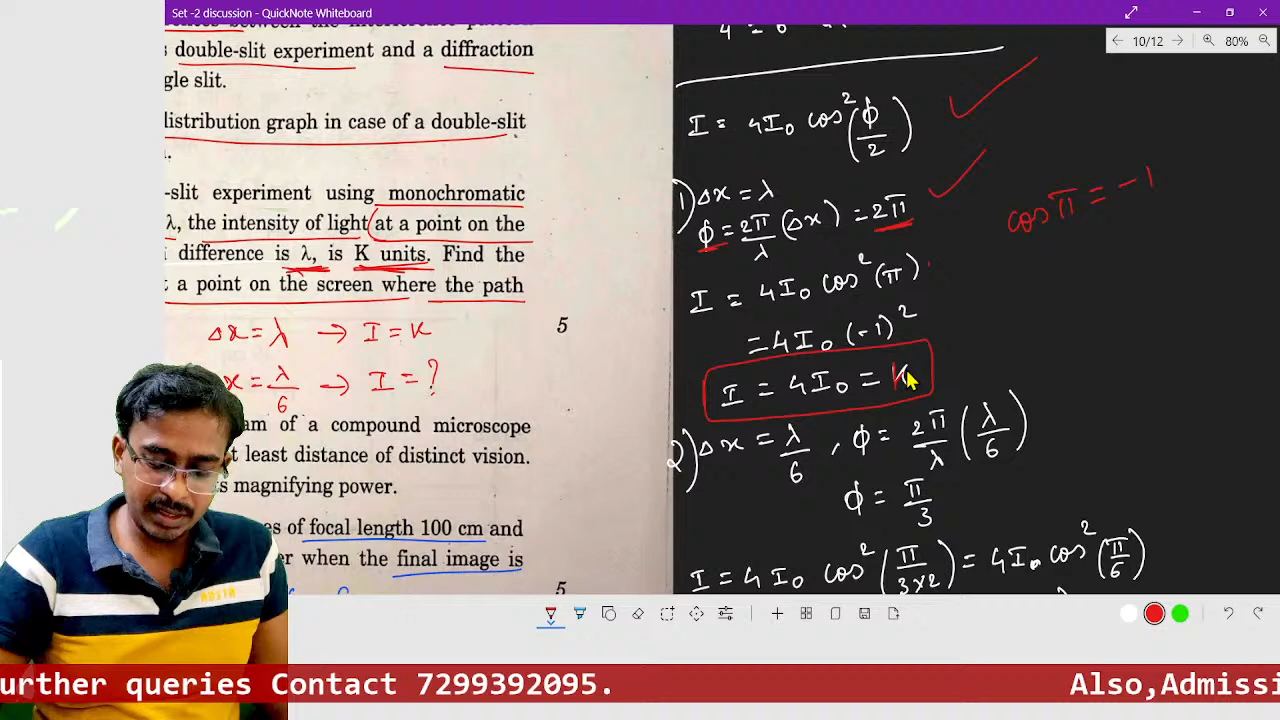 Set -2 discussion - QuickNote Whiteboard
10/12
80%
s double-slit experiment and a diffraction
gle slit.
distribution graph in case of a double-slit
-slit experiment using monochromatic
λ, the intensity of light at a point on the
difference is λ, is K units. Find the
t a point on the screen where the path
Δx = λ → I = K
5
x = λ/6 → I = ?
am of a compound microscope
t least distance of distinct vision.
s magnifying power.
es of focal length 100 cm and
er when the final image is
5
I = 4I₀ cos²(ϕ/2)
1) Δx = λ
ϕ = 2π/λ (Δx) = 2π
cos π = -1
I = 4I₀ cos²(π)
= 4I₀ (-1)²
I = 4I₀ = K
2) Δx = λ/6 , ϕ = 2π/λ (λ/6)
ϕ = π/3
I = 4I₀ cos²(π/3×2) = 4I₀ cos²(π/6)
urther queries Contact 7299392095.
Also,Admissi